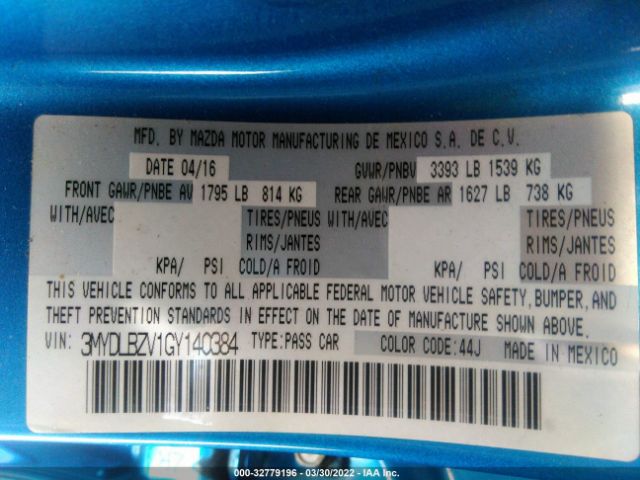 MFD. BY MAZDA MOTOR MANUFACTURING DE MEXICO S.A. DE C.V.
DATE 04/16 GVWR/PNBV 3393 LB 1539 KG
FRONT GAWR/PNBE AV 1795 LB 814 KG REAR GAWR/PNBE AR 1627 LB 738 KG
WITH/AVEC TIRES/PNEUS WITH/AVEC TIRES/PNEUS
RIMS/JANTES RIMS/JANTES
KPA/ PSI COLD/A FROID KPA/ PSI COLD/A FROID
THIS VEHICLE CONFORMS TO ALL APPLICABLE FEDERAL MOTOR VEHICLE SAFETY, BUMPER, AND
THEFT PREVENTION STANDARDS IN EFFECT ON THE DATE OF MANUFACTURE SHOWN ABOVE.
VIN: 3MYDLBZV1GY140384 TYPE:PASS CAR COLOR CODE:44J MADE IN MEXICO
000-32779196 - 03/30/2022 - IAA Inc.